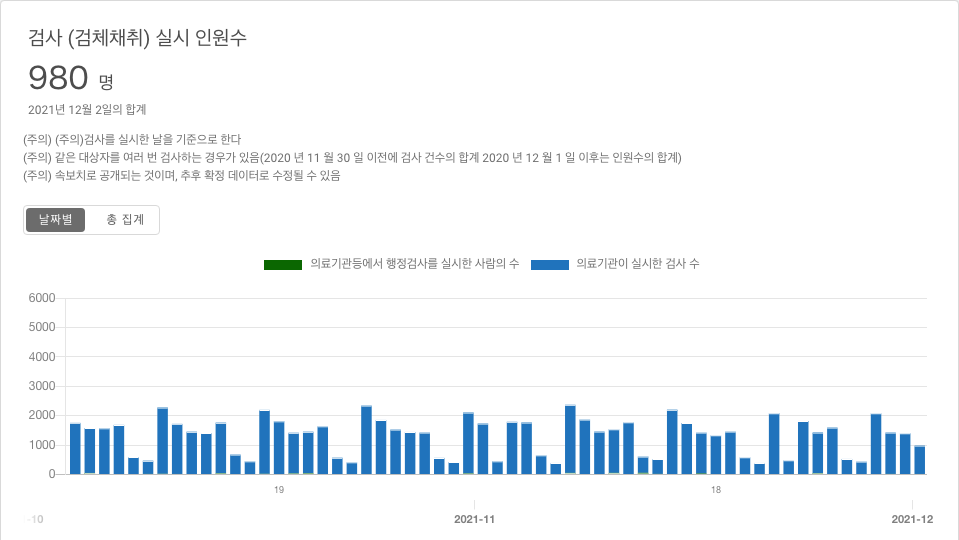 검사 (검체채취) 실시 인원수
980 명
2021년 12월 2일의 합계
(주의) (주의)검사를 실시한 날을 기준으로 한다
(주의) 같은 대상자를 여러 번 검사하는 경우가 있음(2020 년 11 월 30 일 이전에 검사 건수의 합계 2020 년 12 월 1 일 이후는 인원수의 합계)
(주의) 속보치로 공개되는 것이며, 추후 확정 데이터로 수정될 수 있음
날짜별 총 집계
의료기관등에서 행정검사를 실시한 사람의 수 의료기관이 실시한 검사 수
6000
5000
4000
3000
2000
1000
0
19 18
-10 2021-11 2021-12